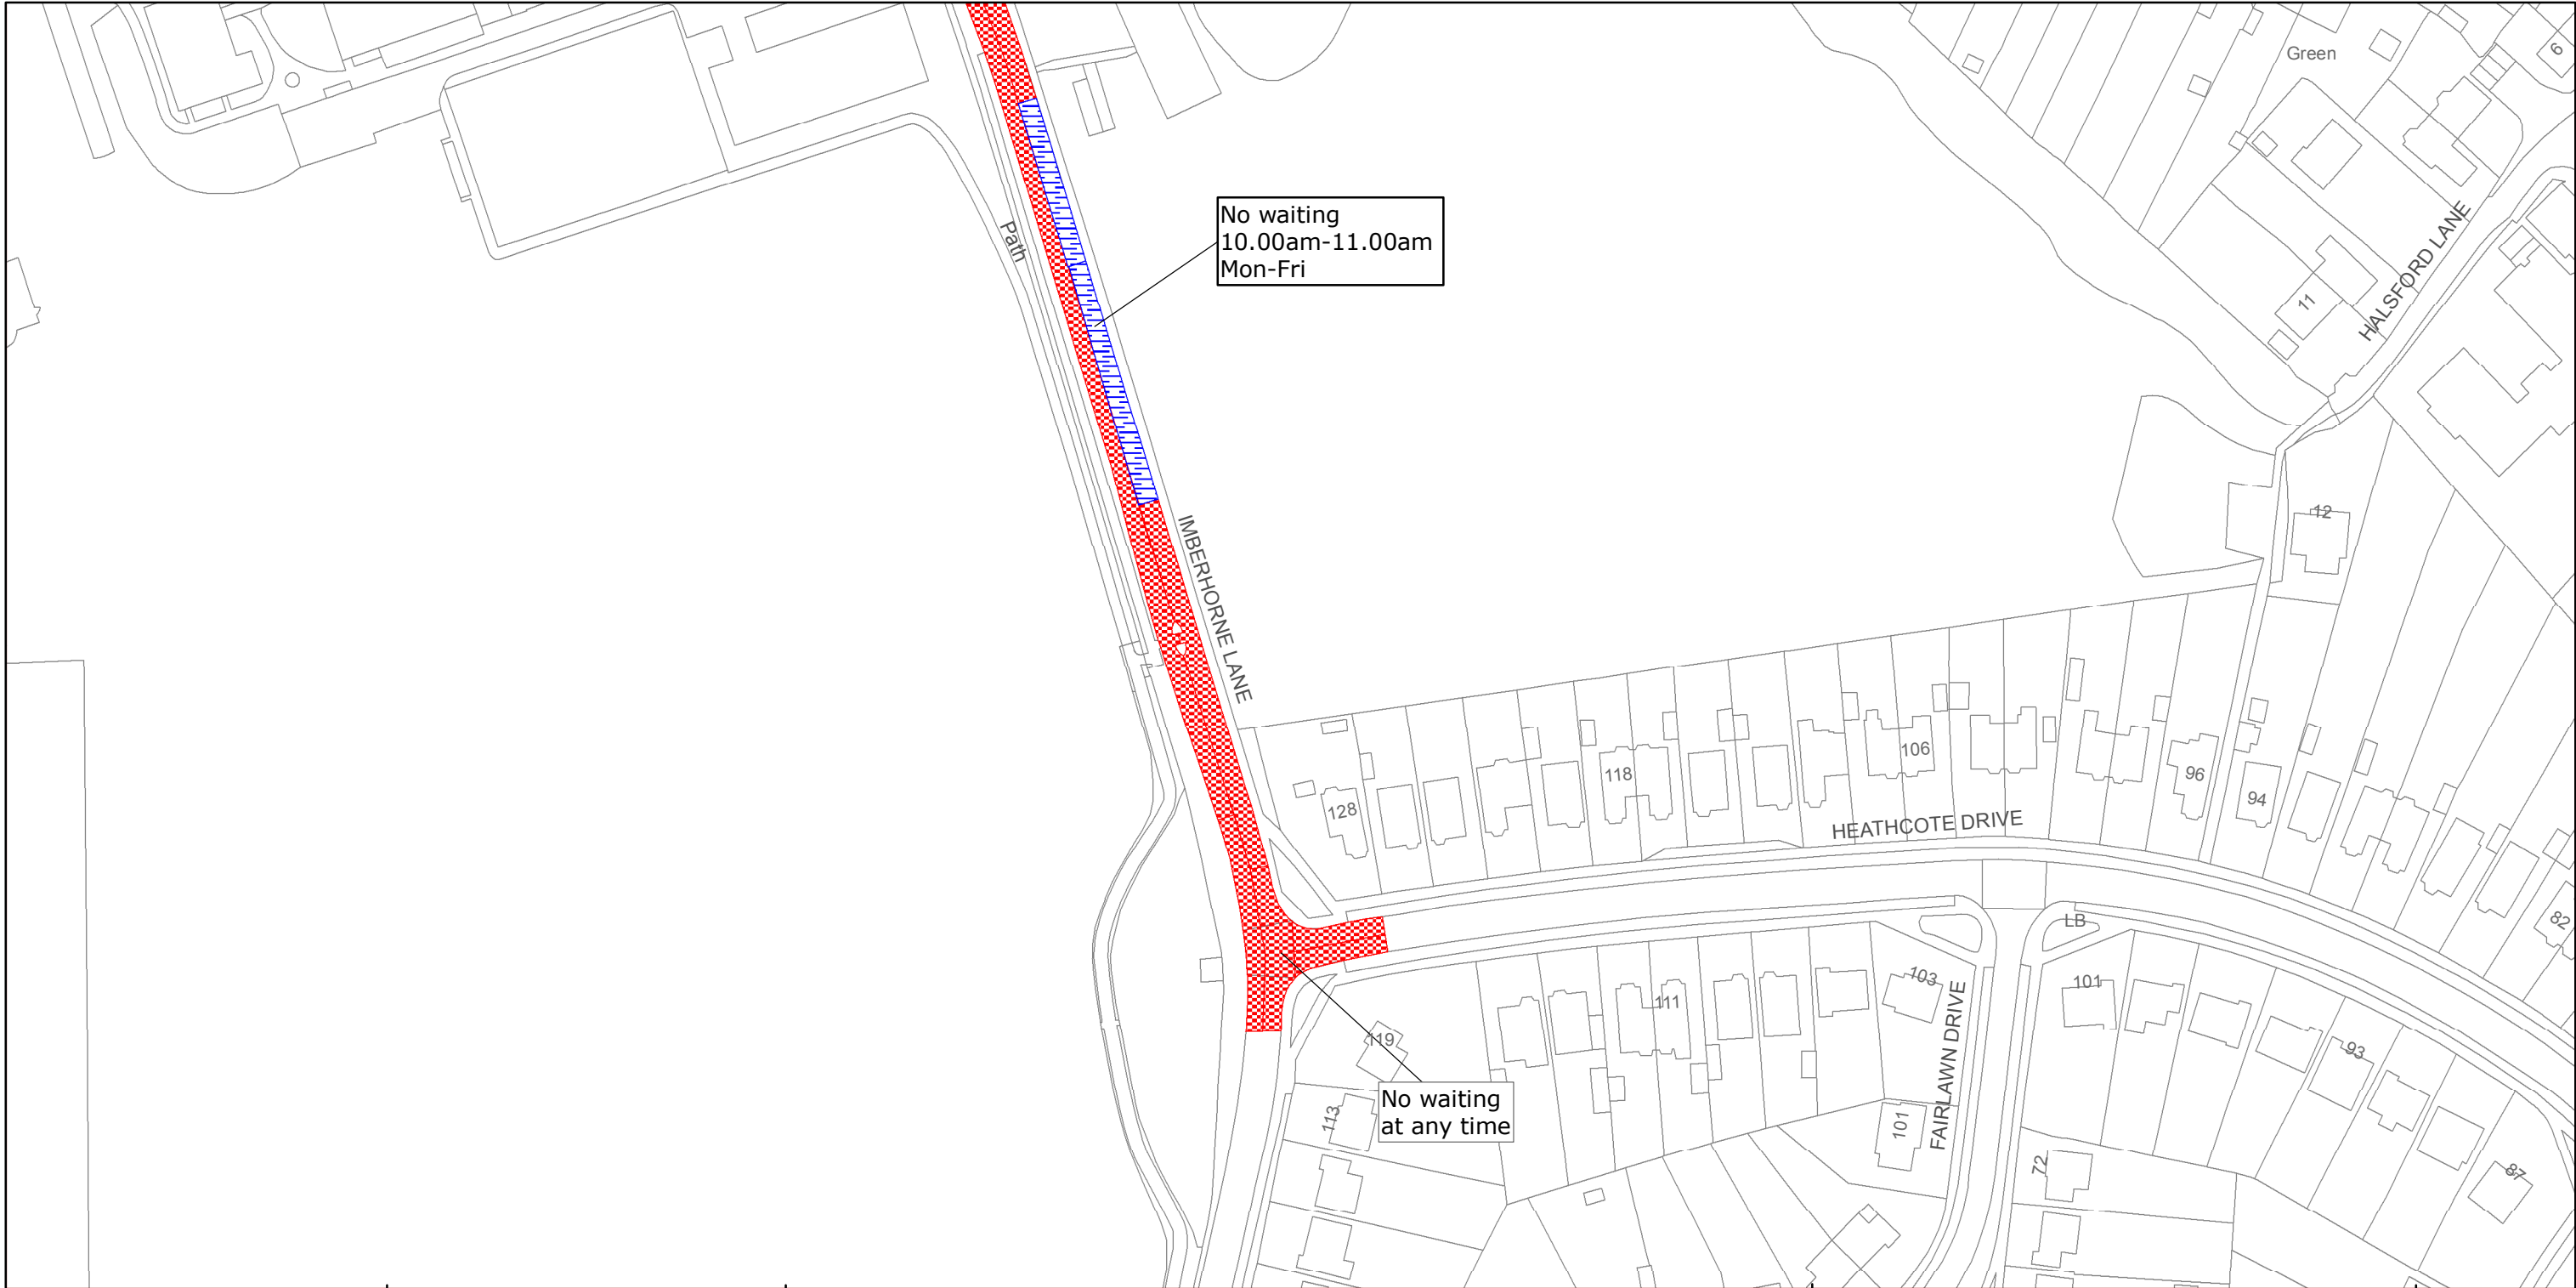 Green
6
No waiting
10.00am-11.00am
Mon-Fri
Path
HALSFORD LANE
11
12
IMBERHORNE LANE
128
118
106
96
94
HEATHCOTE DRIVE
82
LB
103
101
111
119
93
FAIRLAWN DRIVE
No waiting
at any time
113
101
72
87